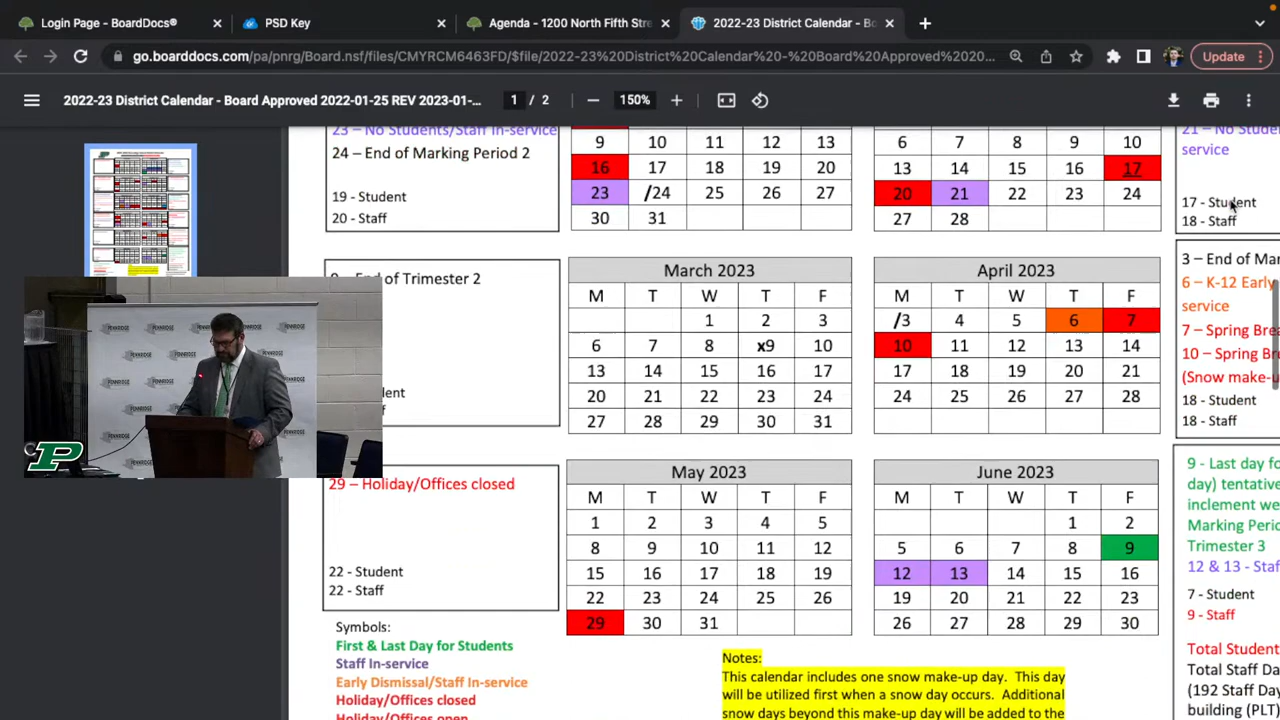 Login Page - BoardDocs®
PSD Key
Agenda - 1200 North Fifth Stre
2022-23 District Calendar - Bo
go.boarddocs.com/pa/pnrg/Board.nsf/files/CMYRCM6463FD/$file/2022-23%20District%20Calendar%20-%20Board%20Approved%2020...
Update
2022-23 District Calendar - Board Approved 2022-01-25 REV 2023-01-...
1 / 2
150%
23 – No Students/Staff In-service
24 – End of Marking Period 2
19 - Student
20 - Staff
9 10 11 12 13
16 17 18 19 20
23 /24 25 26 27
30 31
6 7 8 9 10
13 14 15 16 17
20 21 22 23 24
27 28
21 – No Stude
service
17 - Student
18 - Staff
End of Trimester 2
March 2023
M T W T F
1 2 3
6 7 8 x9 10
13 14 15 16 17
20 21 22 23 24
27 28 29 30 31
April 2023
M T W T F
/3 4 5 6 7
10 11 12 13 14
17 18 19 20 21
24 25 26 27 28
3 – End of Mar
6 – K-12 Early
service
7 – Spring Bre
10 – Spring Br
(Snow make-u
18 - Student
18 - Staff
PENNRIDGE
P
29 – Holiday/Offices closed
22 - Student
22 - Staff
May 2023
M T W T F
1 2 3 4 5
8 9 10 11 12
15 16 17 18 19
22 23 24 25 26
29 30 31
June 2023
M T W T F
1 2
5 6 7 8 9
12 13 14 15 16
19 20 21 22 23
26 27 28 29 30
9 - Last day fo
day) tentative
inclement we
Marking Perio
Trimester 3
12 & 13 - Staf
7 - Student
9 - Staff
Symbols:
First & Last Day for Students
Staff In-service
Early Dismissal/Staff In-service
Holiday/Offices closed
Holiday/Offices open
Notes:
This calendar includes one snow make-up day. This day
will be utilized first when a snow day occurs. Additional
snow days beyond this make-up day will be added to the
Total Student
Total Staff Da
(192 Staff Day
building (PLT)